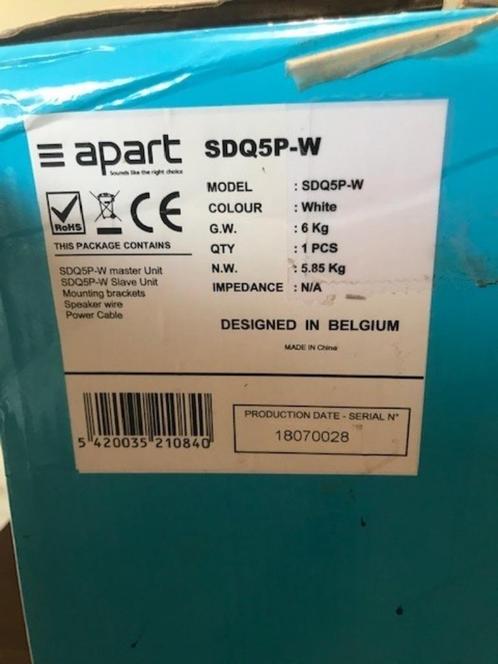 apart
Sounds like the right choice
SDQ5P-W
RoHS
CE
THIS PACKAGE CONTAINS
SDQ5P-W master Unit
SDQ5P-W Slave Unit
Mounting brackets
Speaker wire
Power Cable
MODEL : SDQ5P-W
COLOUR : White
G.W. : 6 Kg
QTY : 1 PCS
N.W. : 5.85 Kg
IMPEDANCE : N/A
DESIGNED IN BELGIUM
MADE IN China
5 420035 210840
PRODUCTION DATE - SERIAL N°
18070028